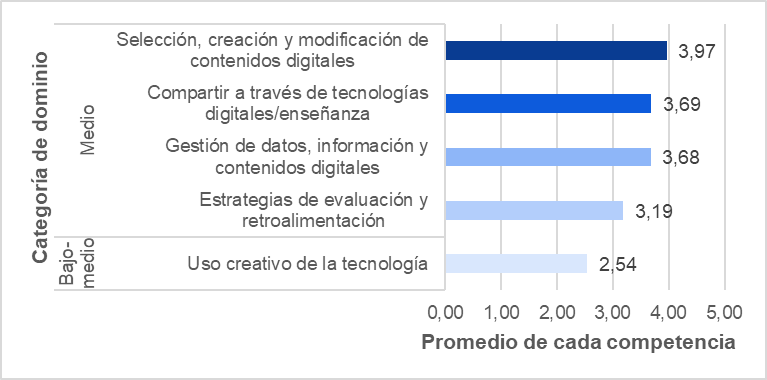 Categoría de dominio
Medio
Selección, creación y modificación de
contenidos digitales
3,97
Compartir a través de tecnologías
digitales/enseñanza
3,69
Gestión de datos, información y
contenidos digitales
3,68
Estrategias de evaluación y
retroalimentación
3,19
Bajo-
medio
Uso creativo de la tecnología
2,54
0,00 1,00 2,00 3,00 4,00 5,00
Promedio de cada competencia